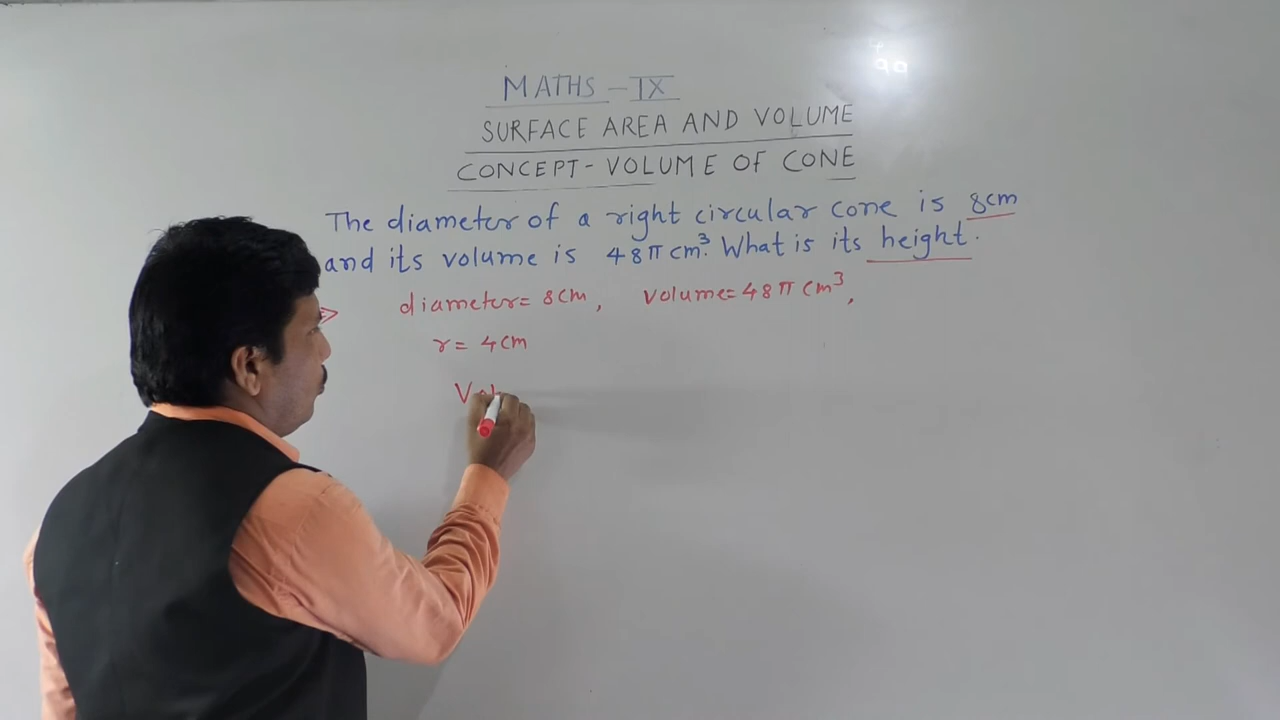 MATHS - IX
SURFACE AREA AND VOLUME
CONCEPT - VOLUME OF CONE
The diameter of a right circular cone is 8cm
and its volume is 48π cm³. What is its height.
⇒ diameter = 8cm, volume = 48π cm³,
r = 4cm
Vol